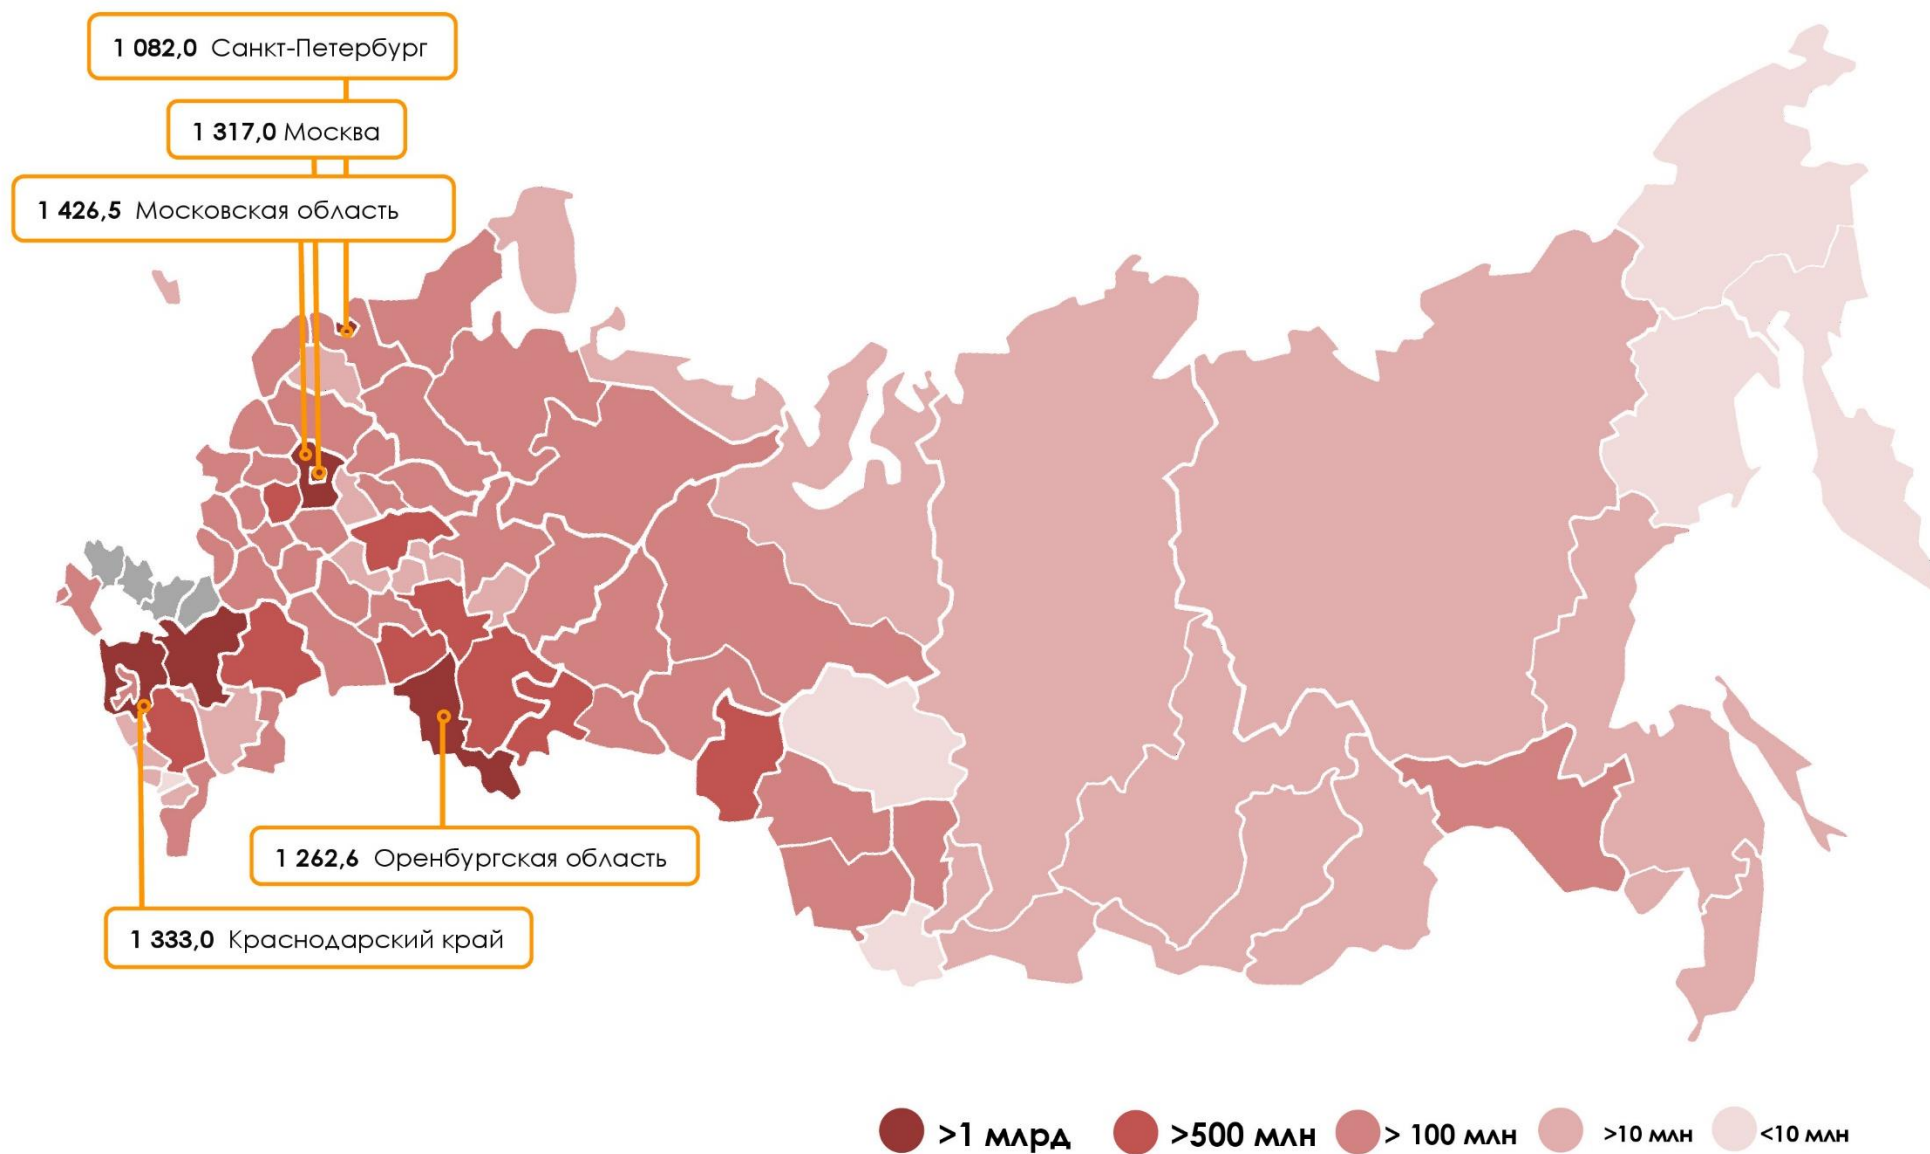 1 082,0 Санкт-Петербург
1 317,0 Москва
1 426,5 Московская область
1 262,6 Оренбургская область
1 333,0 Краснодарский край
>1 млрд
>500 млн
> 100 млн
>10 млн
<10 млн